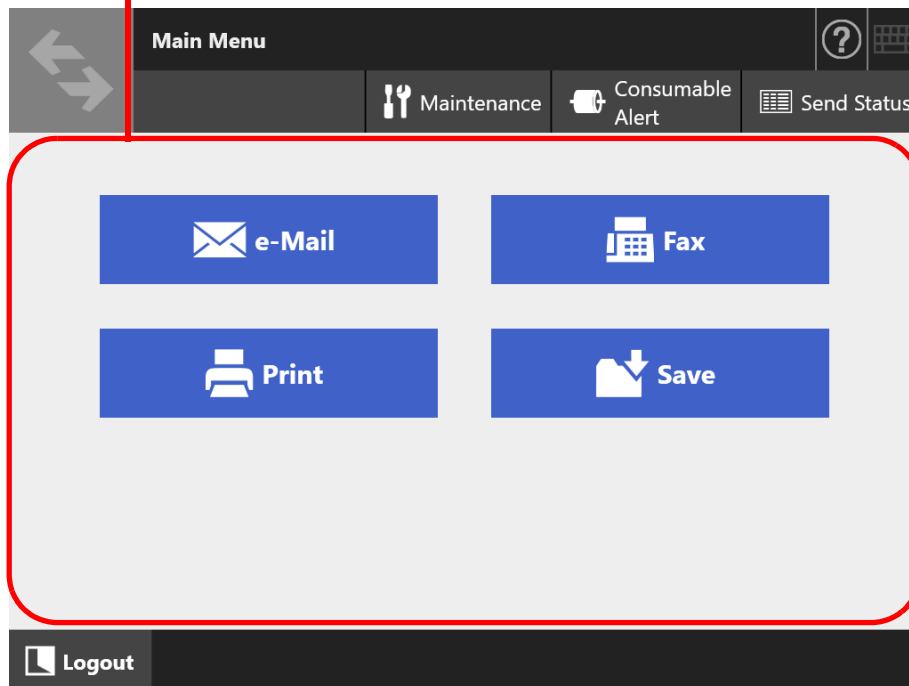 Main Menu
Maintenance
Consumable
Alert
Send Status
e-Mail
Fax
Print
Save
Logout